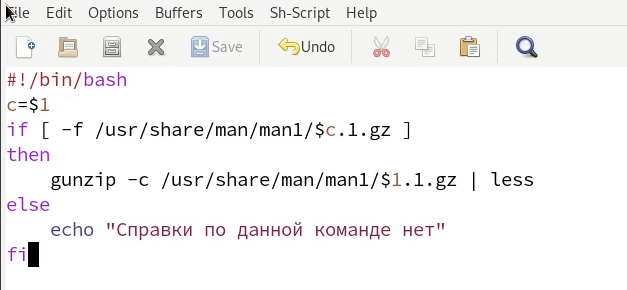 File Edit Options Buffers Tools Sh-Script Help
Save Undo
#!/bin/bash
c=$1
if [ -f /usr/share/man/man1/$c.1.gz ]
then
    gunzip -c /usr/share/man/man1/$1.1.gz | less
else
    echo "Справки по данной команде нет"
fi